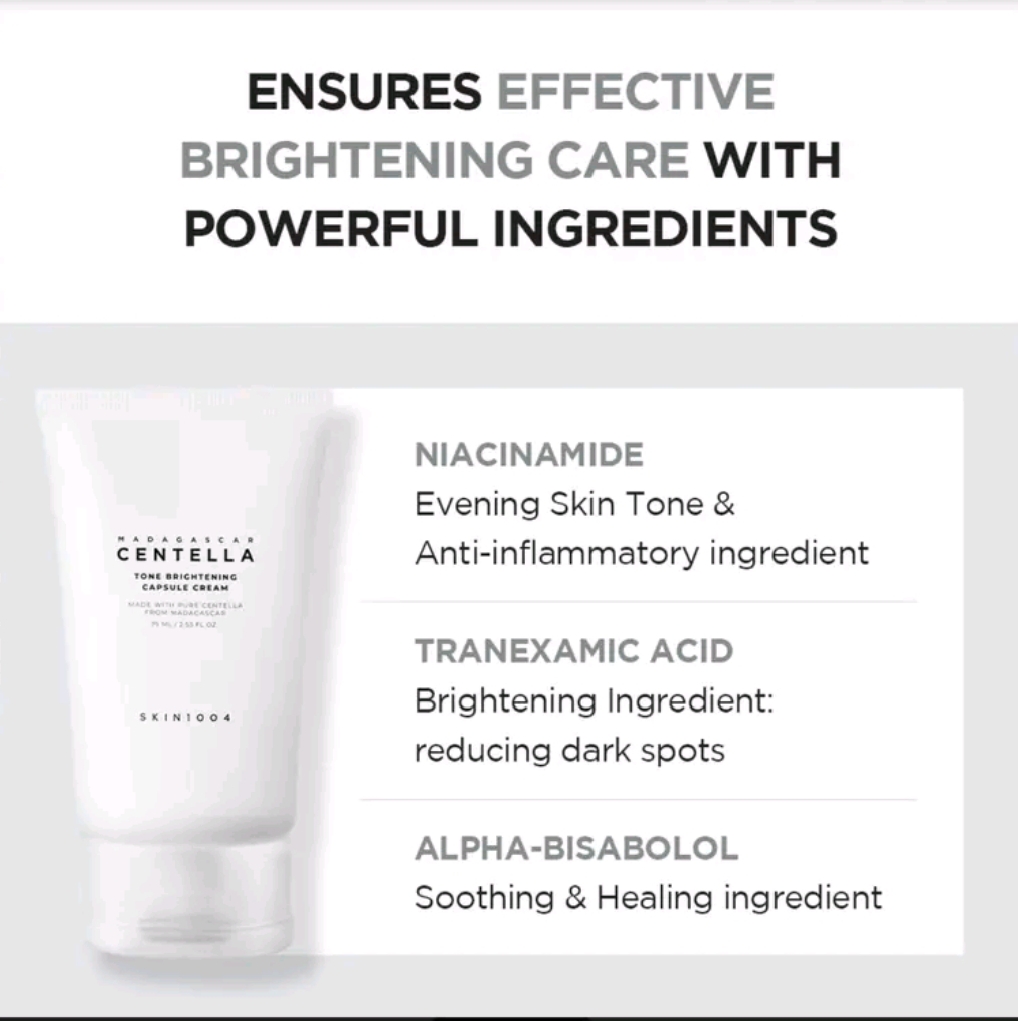 ENSURES EFFECTIVE
BRIGHTENING CARE WITH
POWERFUL INGREDIENTS
MADAGASCAR
CENTELLA
TONE BRIGHTENING
CAPSULE CREAM
MADE WITH PURE CENTELLA
FROM MADAGASCAR
75 ML / 2.53 FL.OZ
SKIN1004
NIACINAMIDE
Evening Skin Tone &
Anti-inflammatory ingredient
TRANEXAMIC ACID
Brightening Ingredient:
reducing dark spots
ALPHA-BISABOLOL
Soothing & Healing ingredient